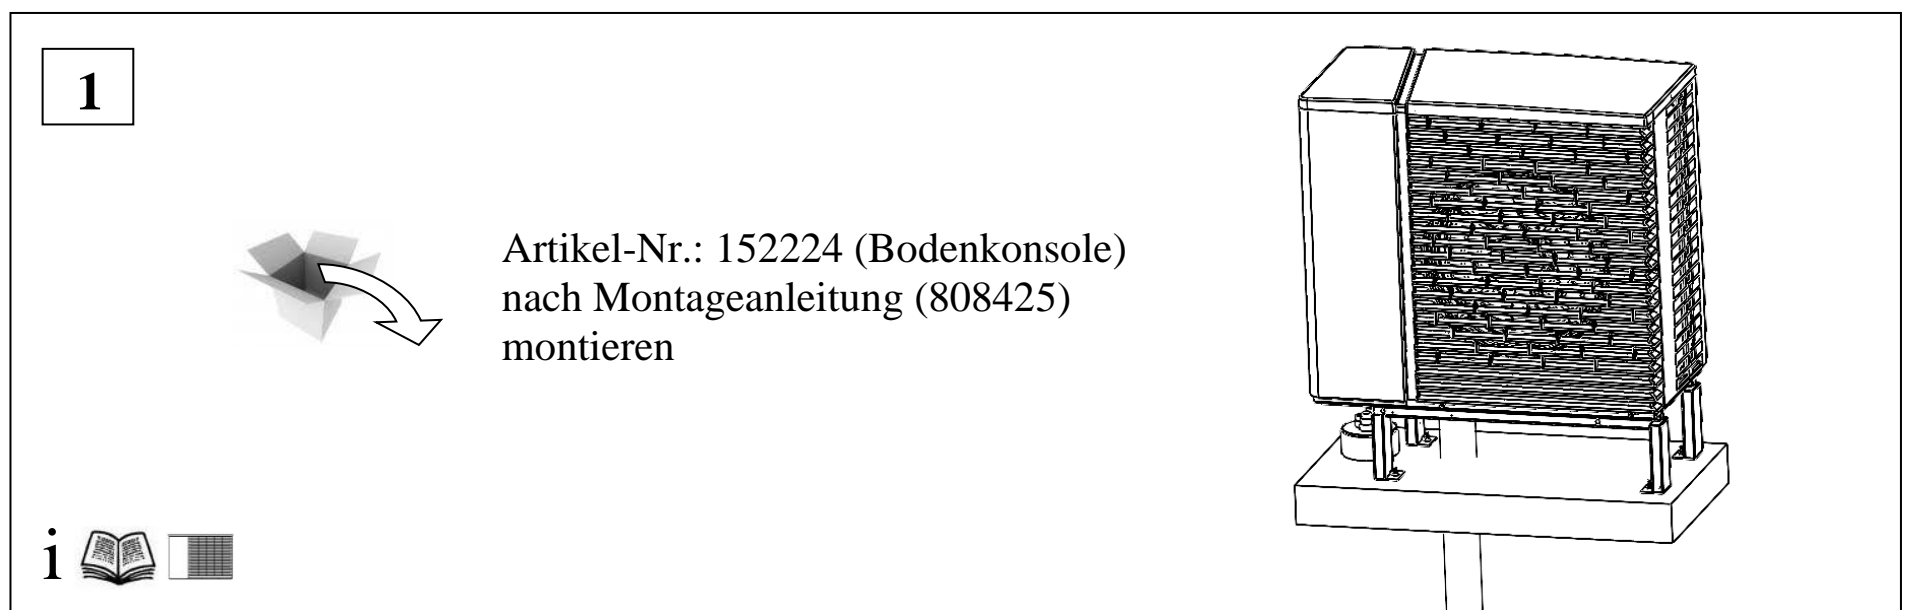 1
Artikel-Nr.: 152224 (Bodenkonsole)
nach Montageanleitung (808425)
montieren
i